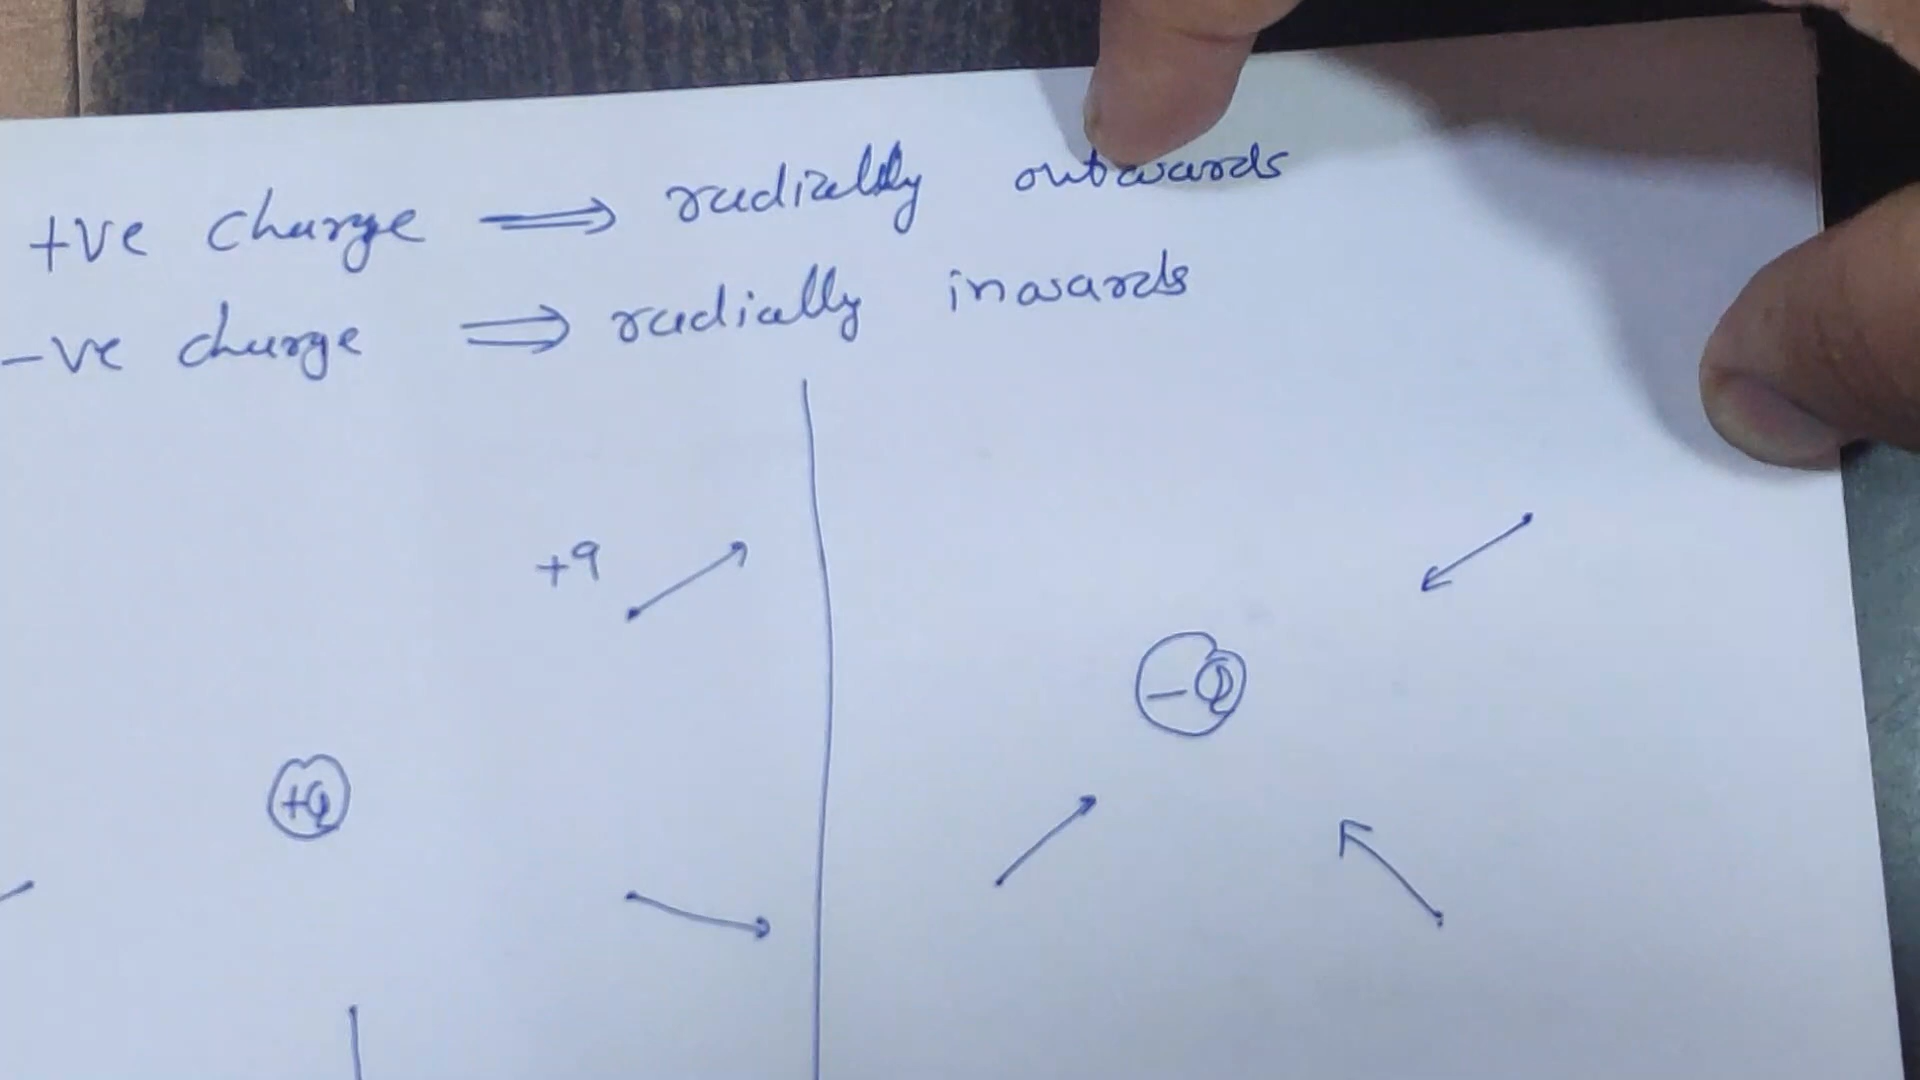 +ve charge ⟹ radially outwards
-ve charge ⟹ radially inwards
+q
-Q
+Q